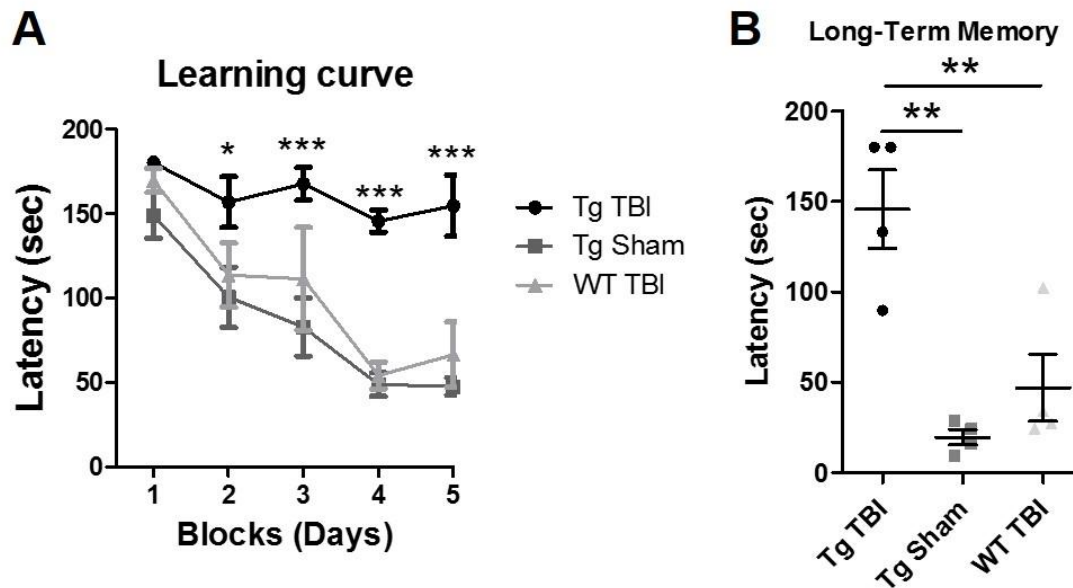 A
Learning curve
200
150
100
50
0
Latency (sec)
* *** *** ***
1 2 3 4 5
Blocks (Days)
Tg TBI
Tg Sham
WT TBI
B
Long-Term Memory
**
**
200
150
100
50
0
Latency (sec)
Tg TBI
Tg Sham
WT TBI